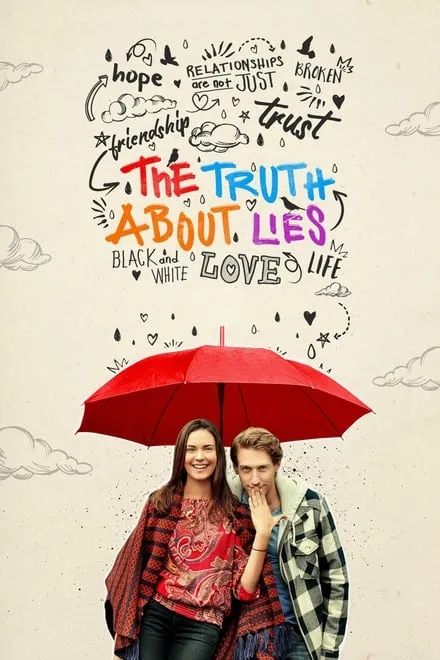 hope
RELATIONSHIPS
are not JUST
BROKEN
friendship
trust
THE TRUTH
ABOUT LIES
BLACK and
WHITE
LOVE
LIFE